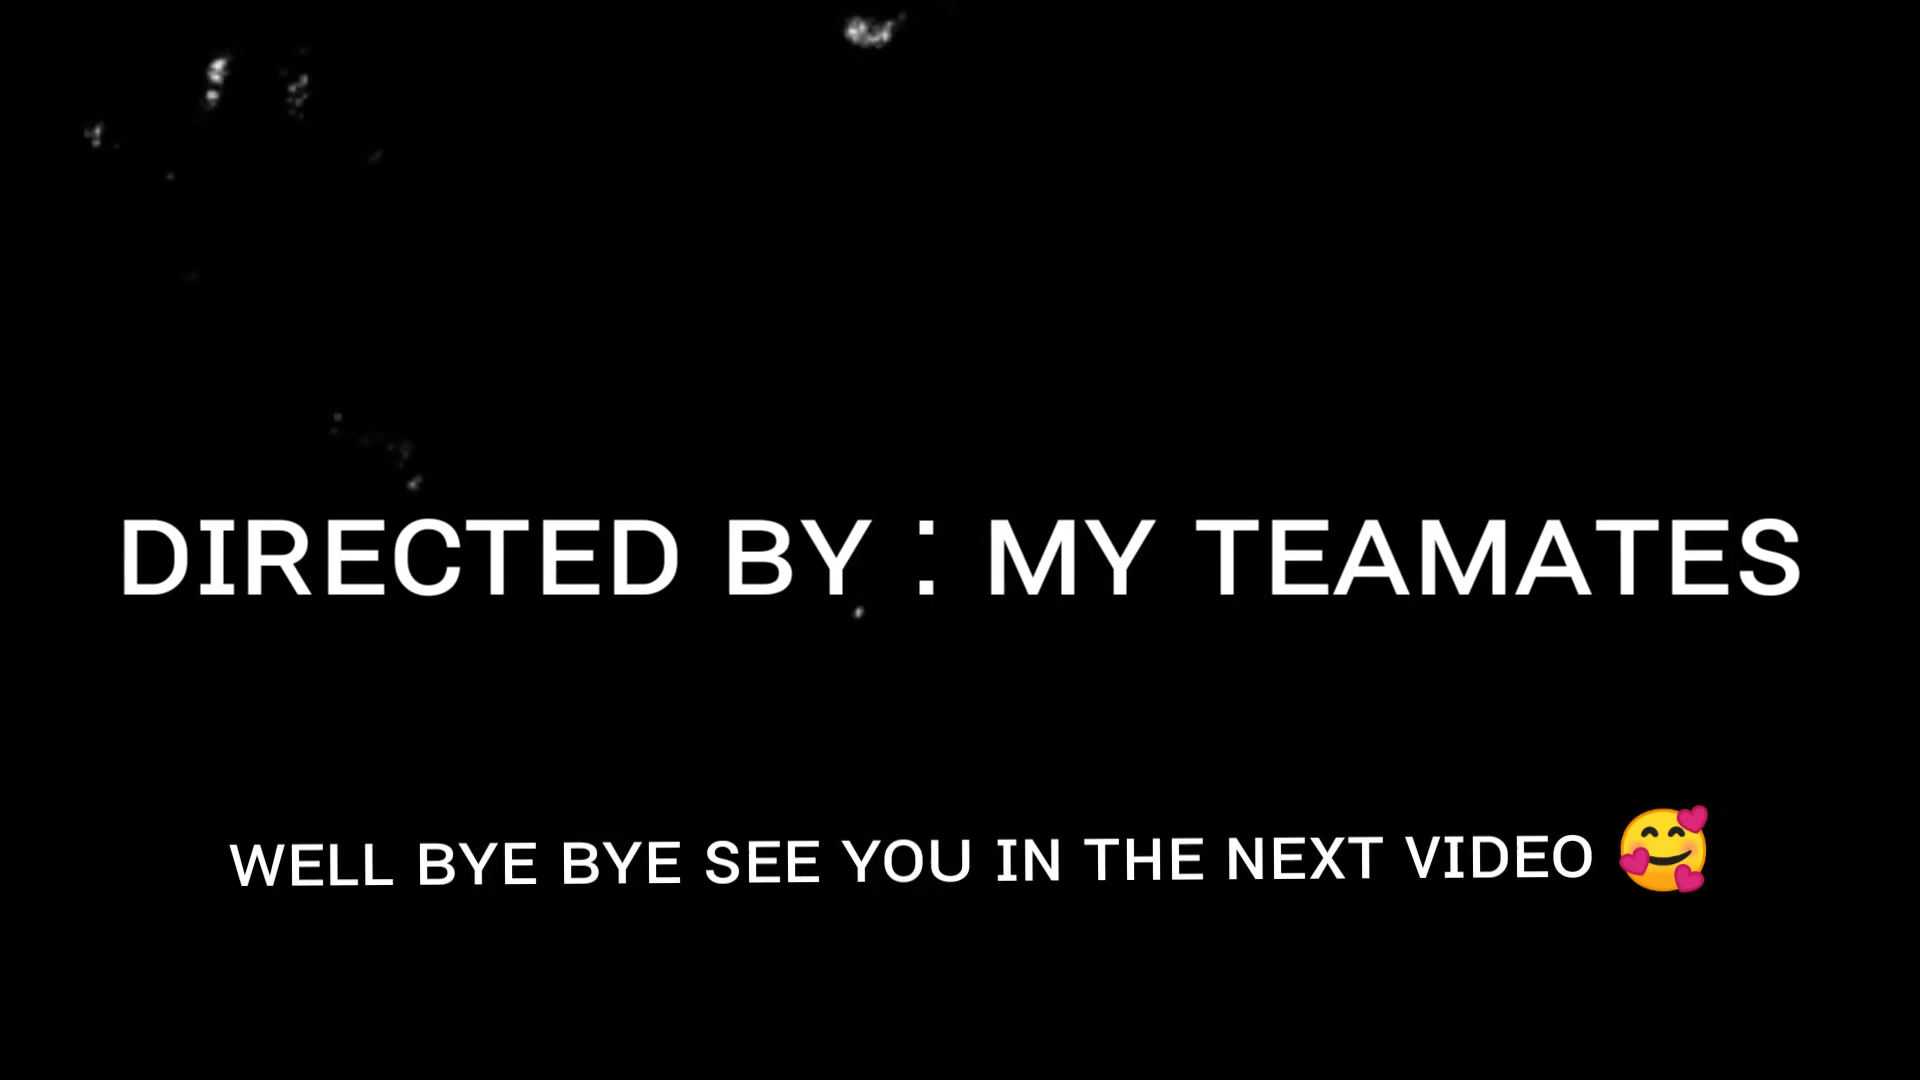 DIRECTED BY : MY TEAMATES
WELL BYE BYE SEE YOU IN THE NEXT VIDEO 🥰